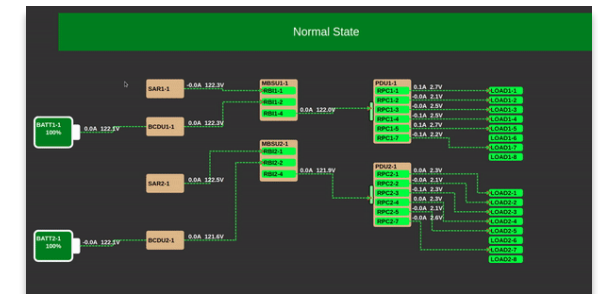 Normal State
SAR1-1
-0.0A 122.3V
MBSU1-1
RBI1-1
RBI1-2
RBI1-4
0.0A 122.0V
BATT1-1
100%
0.0A 122.1V
BCDU1-1
0.0A 122.3V
PDU1-1
RPC1-1
RPC1-2
RPC1-3
RPC1-4
RPC1-5
RPC1-7
0.1A 2.7V
-0.0A 2.1V
-0.0A 2.5V
-0.1A 2.5V
0.1A 2.7V
-0.1A 2.2V
LOAD1-1
LOAD1-2
LOAD1-3
LOAD1-4
LOAD1-5
LOAD1-6
LOAD1-7
LOAD1-8
MBSU2-1
RBI2-1
RBI2-2
RBI2-4
0.0A 121.9V
SAR2-1
0.0A 122.5V
BATT2-1
100%
-0.0A 122.1V
BCDU2-1
0.0A 121.6V
PDU2-1
RPC2-1
RPC2-2
RPC2-3
RPC2-4
RPC2-5
RPC2-7
0.0A 2.3V
-0.0A 2.1V
-0.1A 2.3V
0.0A 2.3V
-0.0A 2.1V
-0.0A 2.6V
LOAD2-1
LOAD2-2
LOAD2-3
LOAD2-4
LOAD2-5
LOAD2-6
LOAD2-7
LOAD2-8